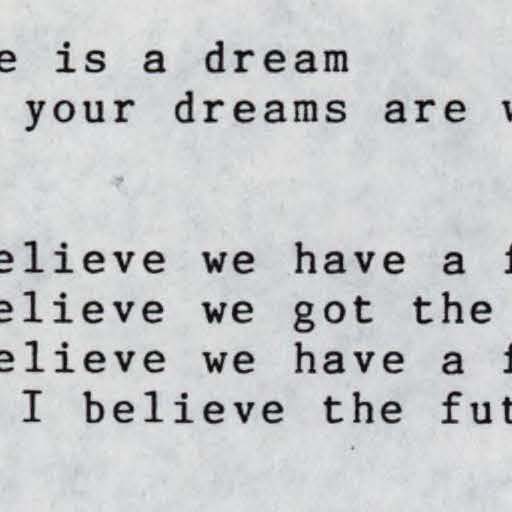 e is a dream
your dreams are
elieve we have a f
elieve we got the
elieve we have a f
I believe the fut